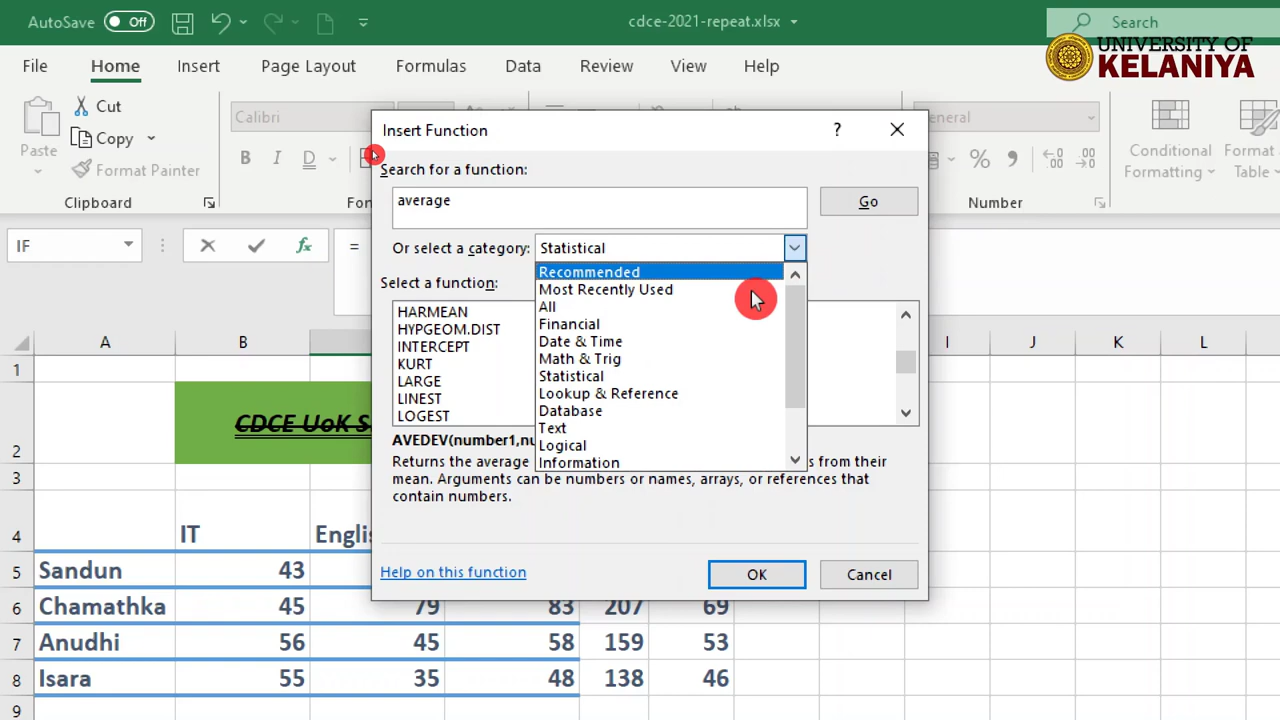 AutoSave Off cdce-2021-repeat.xlsx Search
UNIVERSITY OF
KELANIYA
File Home Insert Page Layout Formulas Data Review View Help
Cut
Copy
Format Painter
Paste
Clipboard
Calibri
B I D
General
% 9
Number
Conditional
Formatting
Format a
Table
IF
fx =
Insert Function
?
Search for a function:
average
Go
Or select a category: Statistical
Recommended
Most Recently Used
All
Financial
Date & Time
Math & Trig
Statistical
Lookup & Reference
Database
Text
Logical
Information
Select a function:
HARMEAN
HYPGEOM.DIST
INTERCEPT
KURT
LARGE
LINEST
LOGEST
AVEDEV(number1,nu
Returns the average s from their
mean. Arguments can be numbers or names, arrays, or references that
contain numbers.
Help on this function
OK
Cancel
A B I J K L
1
2 CDCE UoK S
3
4 IT Englis
5 Sandun 43
6 Chamathka 45 79 83 207 69
7 Anudhi 56 45 58 159 53
8 Isara 55 35 48 138 46
9